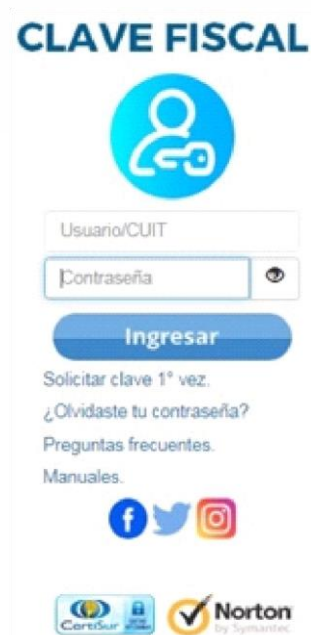 CLAVE FISCAL
Usuario/CUIT
Contraseña
Ingresar
Solicitar clave 1° vez.
¿Olvidaste tu contraseña?
Preguntas frecuentes.
Manuales.
CertiSur
Norton
by Symantec